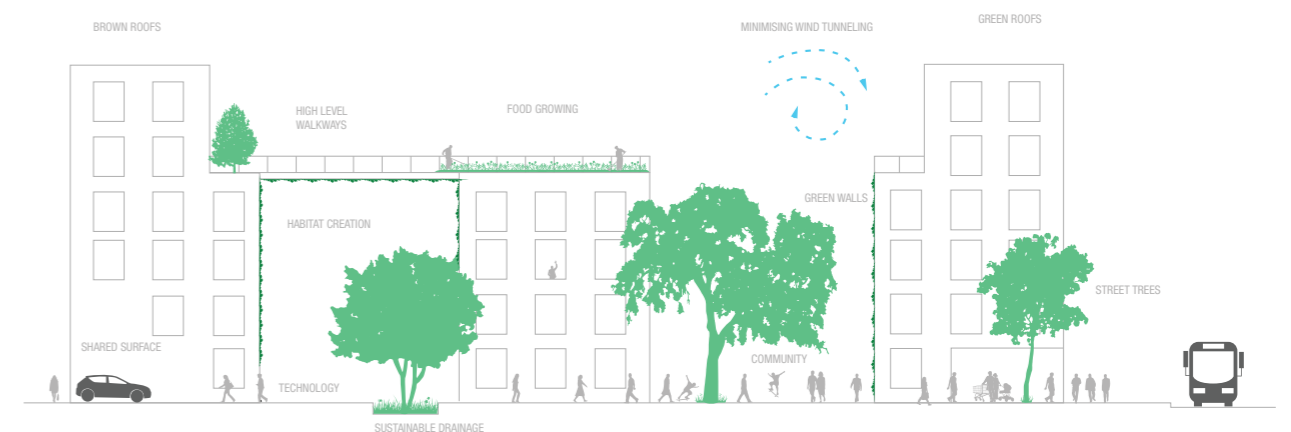 BROWN ROOFS
MINIMISING WIND TUNNELING
GREEN ROOFS
HIGH LEVEL
WALKWAYS
FOOD GROWING
HABITAT CREATION
GREEN WALLS
STREET TREES
SHARED SURFACE
TECHNOLOGY
COMMUNITY
SUSTAINABLE DRAINAGE